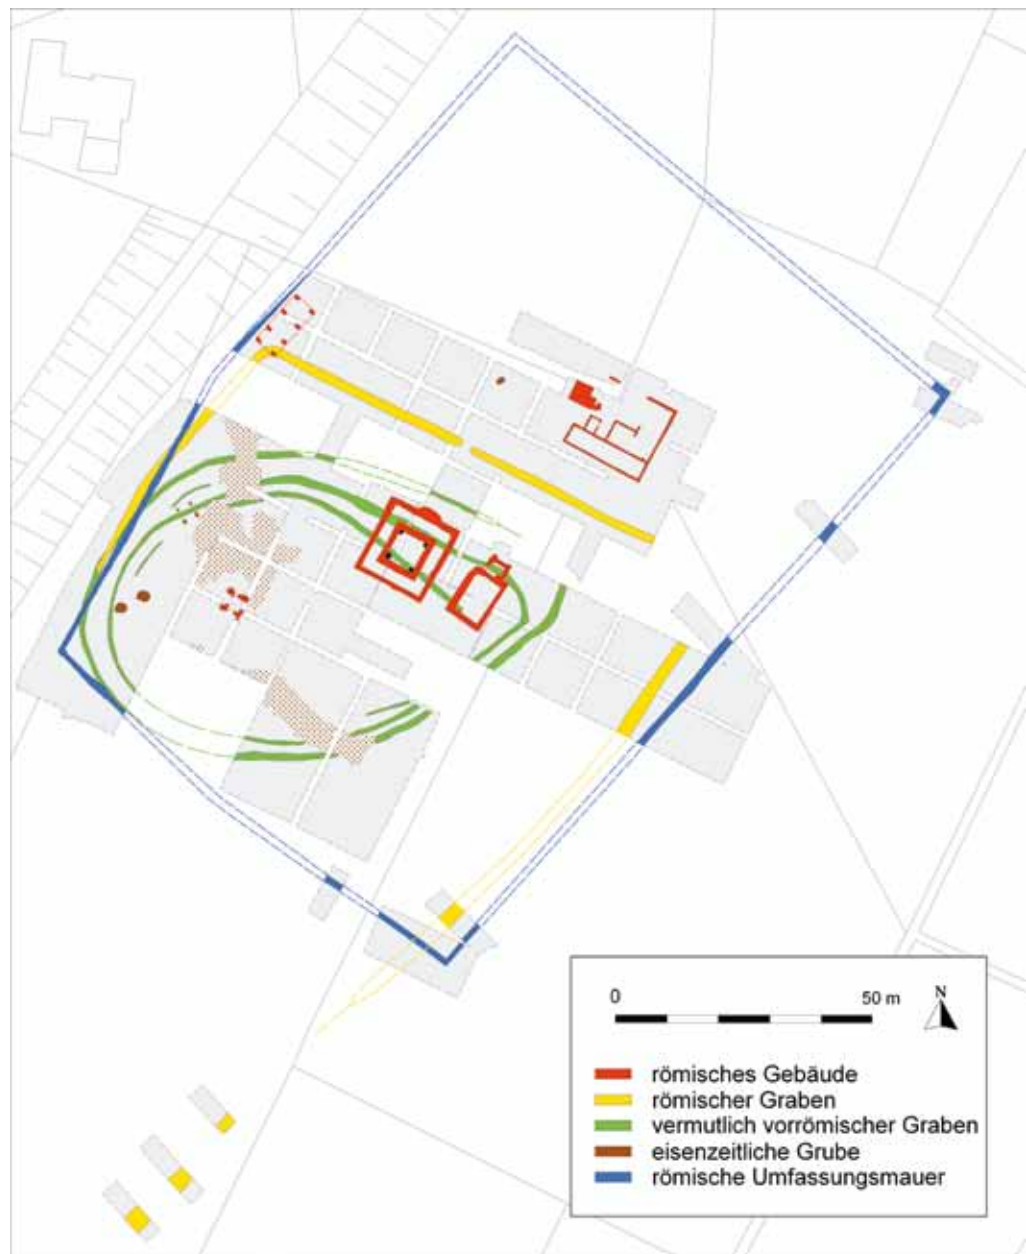 0 50 m N
römisches Gebäude
römischer Graben
vermutlich vorrömischer Graben
eisenzeitliche Grube
römische Umfassungsmauer